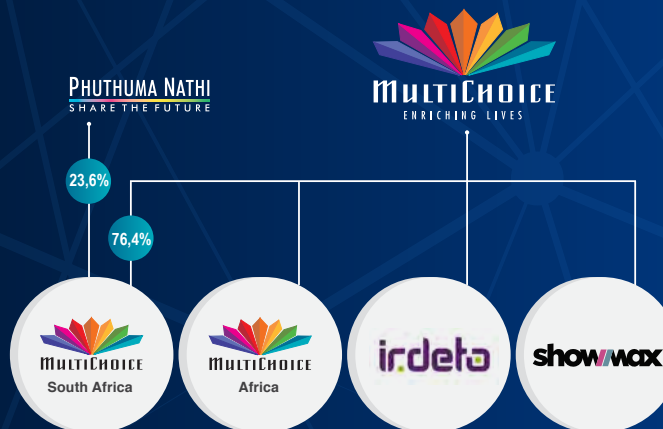 PHUTHUMA NATHI
SHARE THE FUTURE
MULTICHOICE
ENRICHING LIVES
23,6%
76,4%
MULTICHOICE
South Africa
MULTICHOICE
Africa
irdeto
showmax